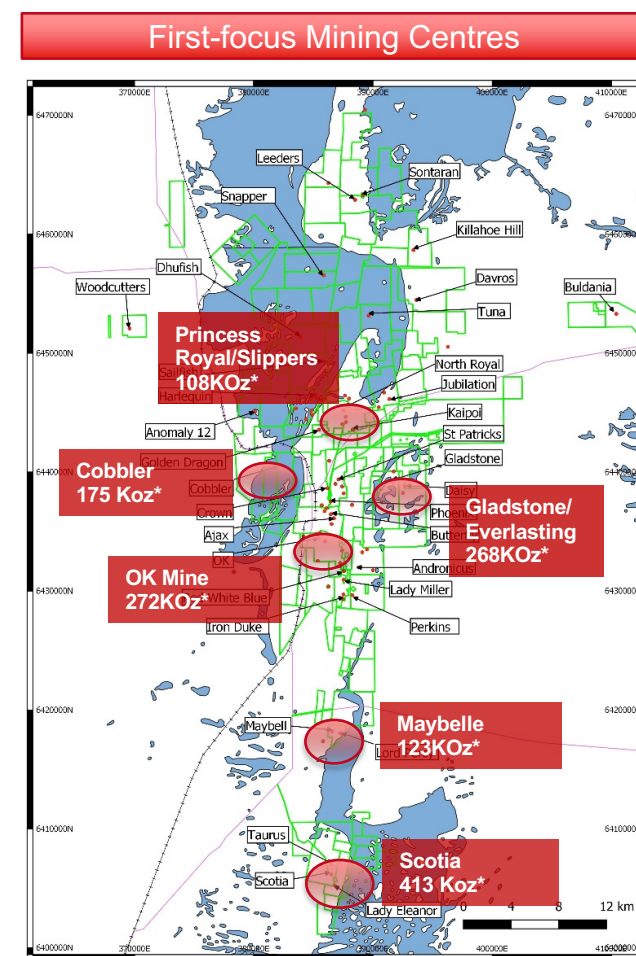 First-focus Mining Centres
370000E
380000E
390000E
400000E
410000E
6470000N
6470000N
Leeders
Sontaran
Snapper
Killahoe Hill
6460000N
6460000N
Dhufish
Woodcutters
Davros
Buldania
Tuna
Princess
Royal/Slippers
108KOz*
6450000N
6450000N
Sailfish
North Royal
Harlequin
Jubilation
Kaipoi
Anomaly 12
St Patricks
Golden Dragon
Gladstone
6440000N
Cobbler
175 Koz*
Cobbler
Daisy
Crown
Phoenix
Gladstone/
Everlasting
268KOz*
Ajax
OK
Andronicus
OK Mine
272KOz*
White Blue
Lady Miller
6430000N
6430000N
Iron Duke
Perkins
6420000N
6420000N
Maybell
Maybelle
123KOz*
6410000N
6410000N
Taurus
Scotia
Scotia
413 Koz*
Lady Eleanor
0
4
8
12 km
6400000N
6400000N
370000E
380000E
390000E
400000E